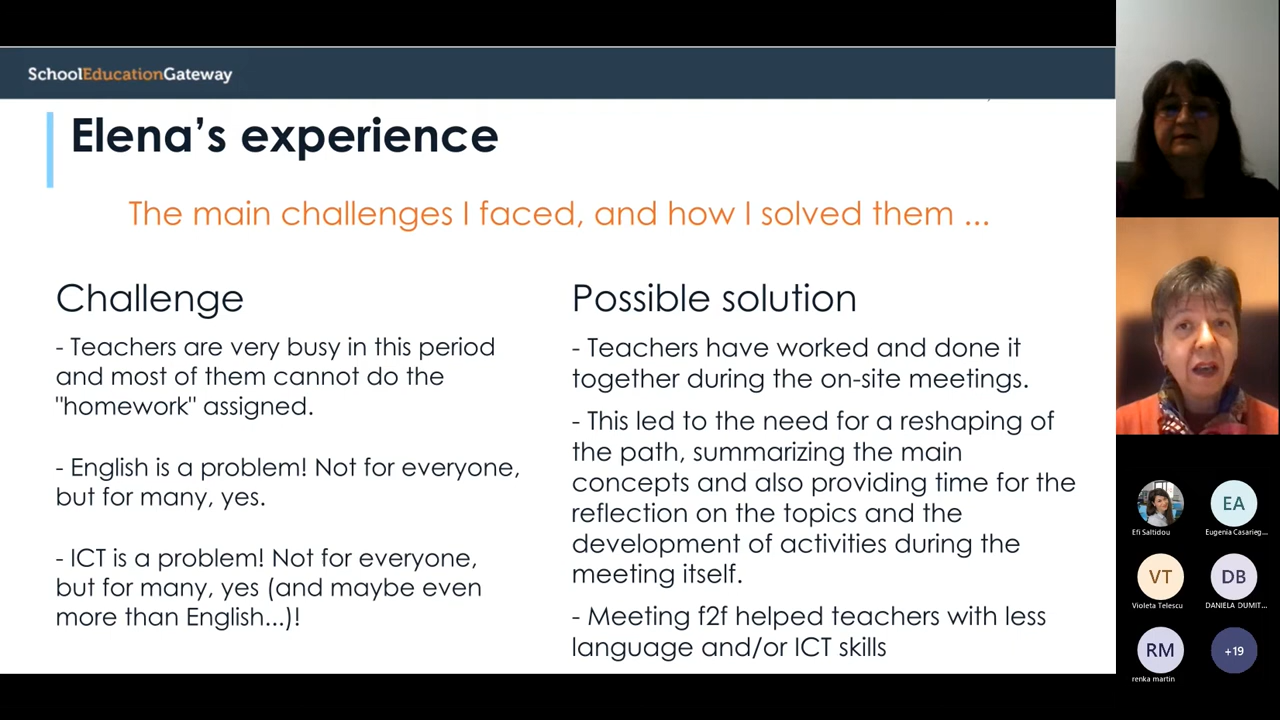 SchoolEducationGateway
Elena's experience
The main challenges I faced, and how I solved them ...
Challenge
- Teachers are very busy in this period
and most of them cannot do the
"homework" assigned.
- English is a problem! Not for everyone,
but for many, yes.
- ICT is a problem! Not for everyone,
but for many, yes (and maybe even
more than English...)!
Possible solution
- Teachers have worked and done it
together during the on-site meetings.
- This led to the need for a reshaping of
the path, summarizing the main
concepts and also providing time for the
reflection on the topics and the
development of activities during the
meeting itself.
- Meeting f2f helped teachers with less
language and/or ICT skills
EA
Efi Saltidou
Eugenia Casarieg...
VT
DB
Violeta Telescu
DANIELA DUMIT...
RM
+19
renka martin